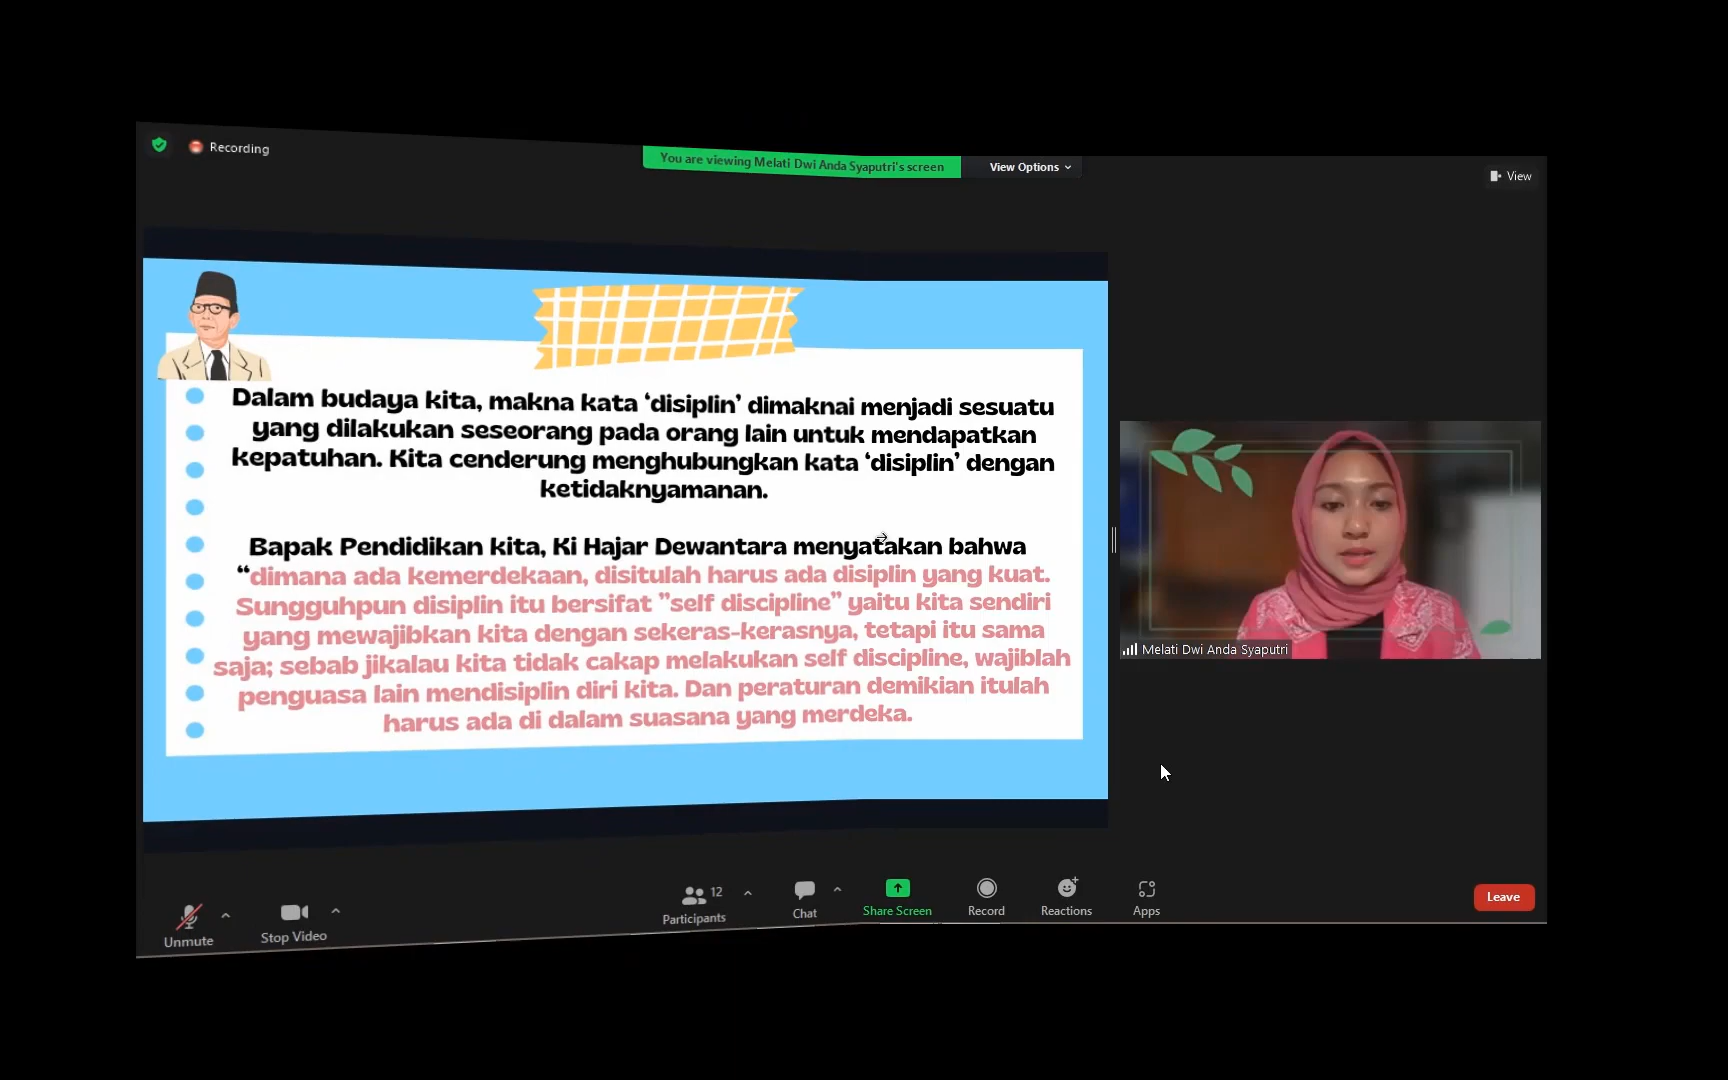 Recording
You are viewing Melati Dwi Anda Syaputri's screen
View Options
View
Dalam budaya kita, makna kata ‘disiplin’ dimaknai menjadi sesuatu
yang dilakukan seseorang pada orang lain untuk mendapatkan
kepatuhan. Kita cenderung menghubungkan kata ‘disiplin’ dengan
ketidaknyamanan.
Bapak Pendidikan kita, Ki Hajar Dewantara menyatakan bahwa
“dimana ada kemerdekaan, disitulah harus ada disiplin yang kuat.
Sungguhpun disiplin itu bersifat ”self discipline” yaitu kita sendiri
yang mewajibkan kita dengan sekeras-kerasnya, tetapi itu sama
saja; sebab jikalau kita tidak cakap melakukan self discipline, wajiblah
penguasa lain mendisiplin diri kita. Dan peraturan demikian itulah
harus ada di dalam suasana yang merdeka.
Melati Dwi Anda Syaputri
Unmute
Stop Video
12
Participants
Chat
Share Screen
Record
Reactions
Apps
Leave